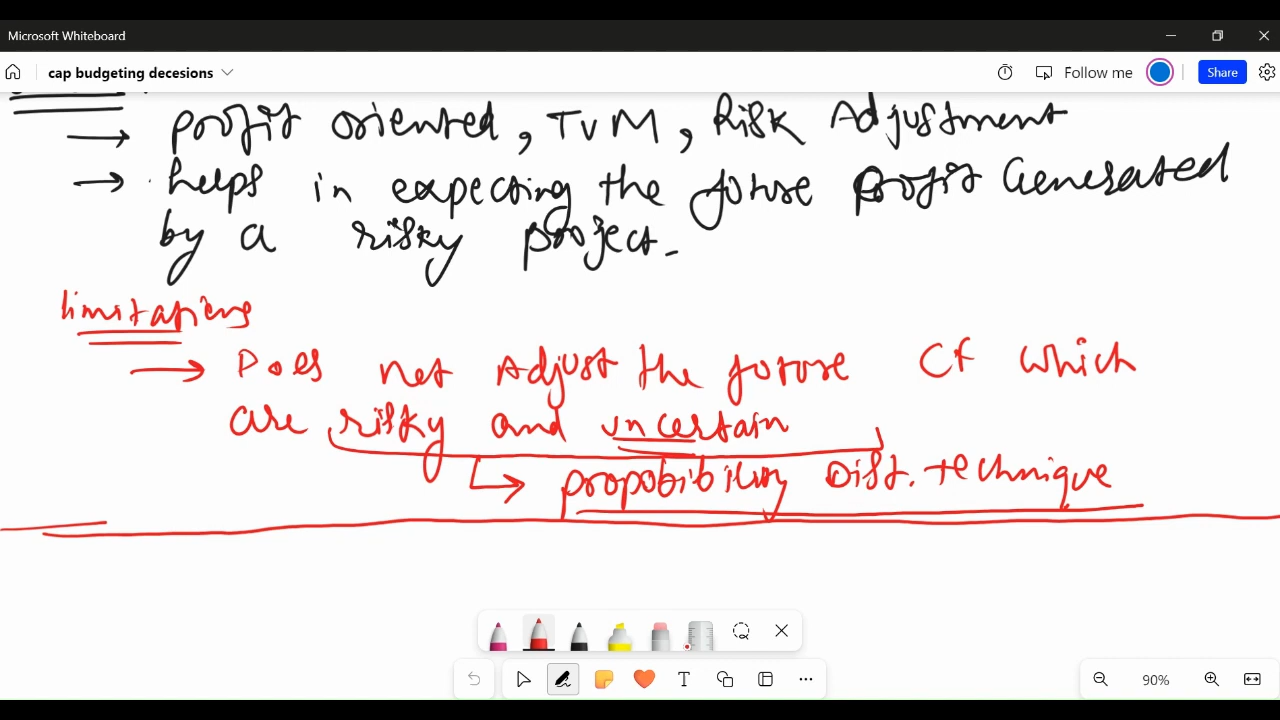 Microsoft Whiteboard
cap budgeting decesions
Follow me
Share
→ profit oriented, TVM, Risk Adjustment
→ helps in expecting the future Profit Generated
by a risky project.
limitations
→ Does not Adjust the future CF which
are risky and uncertain
↳ propobibility Dist. technique
T
90%